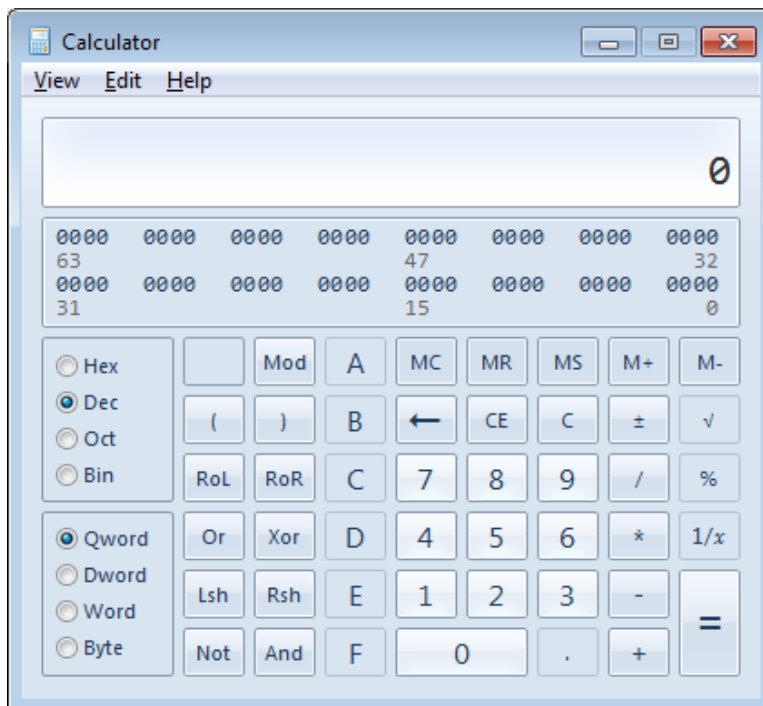 Calculator
View Edit Help
0
0000 0000 0000 0000 0000 0000 0000 0000
63 47 32
0000 0000 0000 0000 0000 0000 0000 0000
31 15 0
Hex
Dec
Oct
Bin
Qword
Dword
Word
Byte
Mod A MC MR MS M+ M-
( ) B ← CE C ± √
RoL RoR C 7 8 9 / %
Or Xor D 4 5 6 * 1/x
Lsh Rsh E 1 2 3 - =
Not And F 0 . +